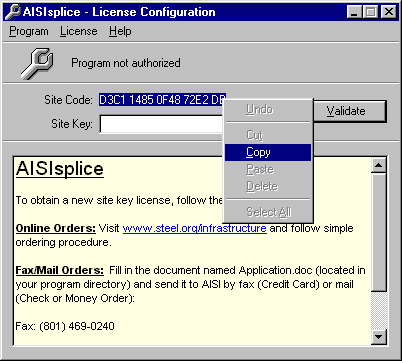 AISIsplice - License Configuration
Program License Help
Program not authorized
Site Code: D3C1 1485 0F48 72E2 DE
Site Key:
Validate
Undo
Cut
Copy
Paste
Delete
Select All
AISIsplice
To obtain a new site key license, follow the
Online Orders: Visit www.steel.org/infrastructure and follow simple
ordering procedure.
Fax/Mail Orders: Fill in the document named Application.doc (located in
your program directory) and send it to AISI by fax (Credit Card) or mail
(Check or Money Order):
Fax: (801) 469-0240